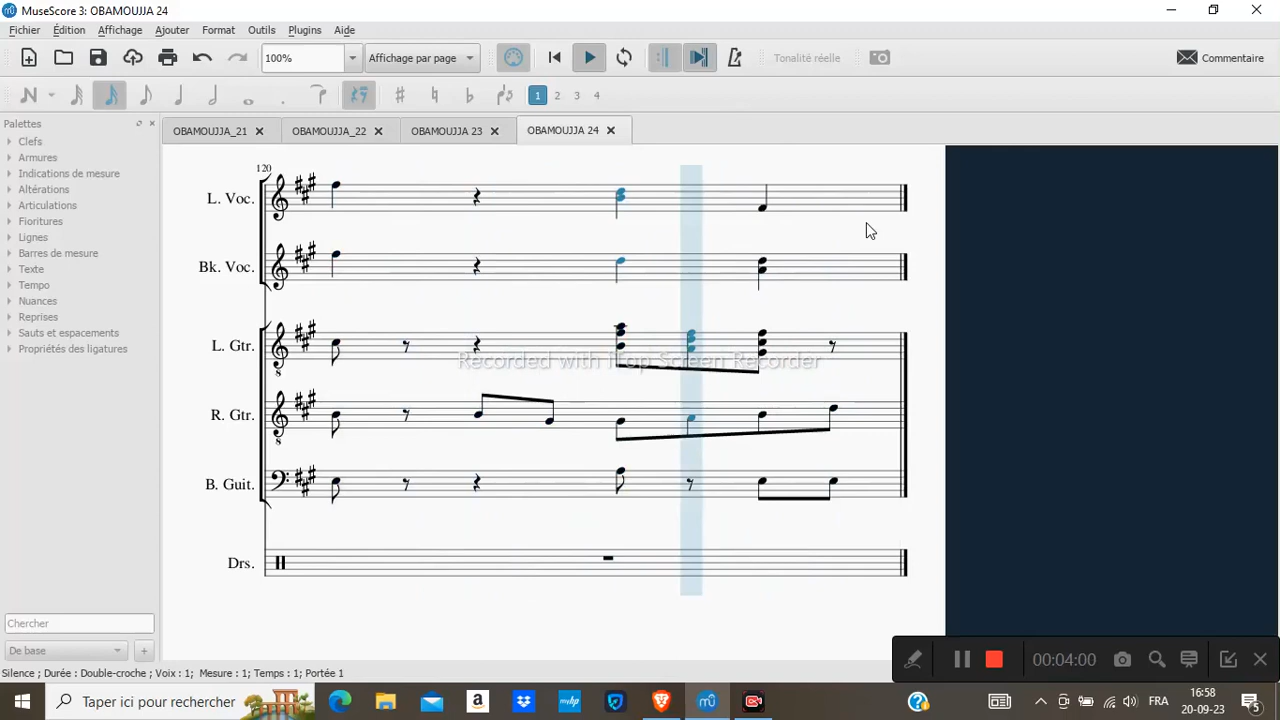 MuseScore 3: OBAMOUJJA 24
Fichier Édition Affichage Ajouter Format Outils Plugins Aide
100% Affichage par page Tonalité réelle Commentaire
1 2 3 4
Palettes
OBAMOUJJA_21 OBAMOUJJA_22 OBAMOUJJA 23 OBAMOUJJA 24
Clefs
Armures
Indications de mesure
Altérations
Articulations
Fioritures
Lignes
Barres de mesure
Texte
Tempo
Nuances
Reprises
Sauts et espacements
Propriétés des ligatures
120
L. Voc.
Bk. Voc.
L. Gtr.
8
Recorded with iTop Screen Recorder
R. Gtr.
8
B. Guit.
Drs.
Chercher
De base
00:04:00
Silence ; Durée : Double-croche ; Voix : 1; Mesure : 1; Temps : 1; Portée 1
Taper ici pour rechercher
FRA
16:58
20-09-23
5